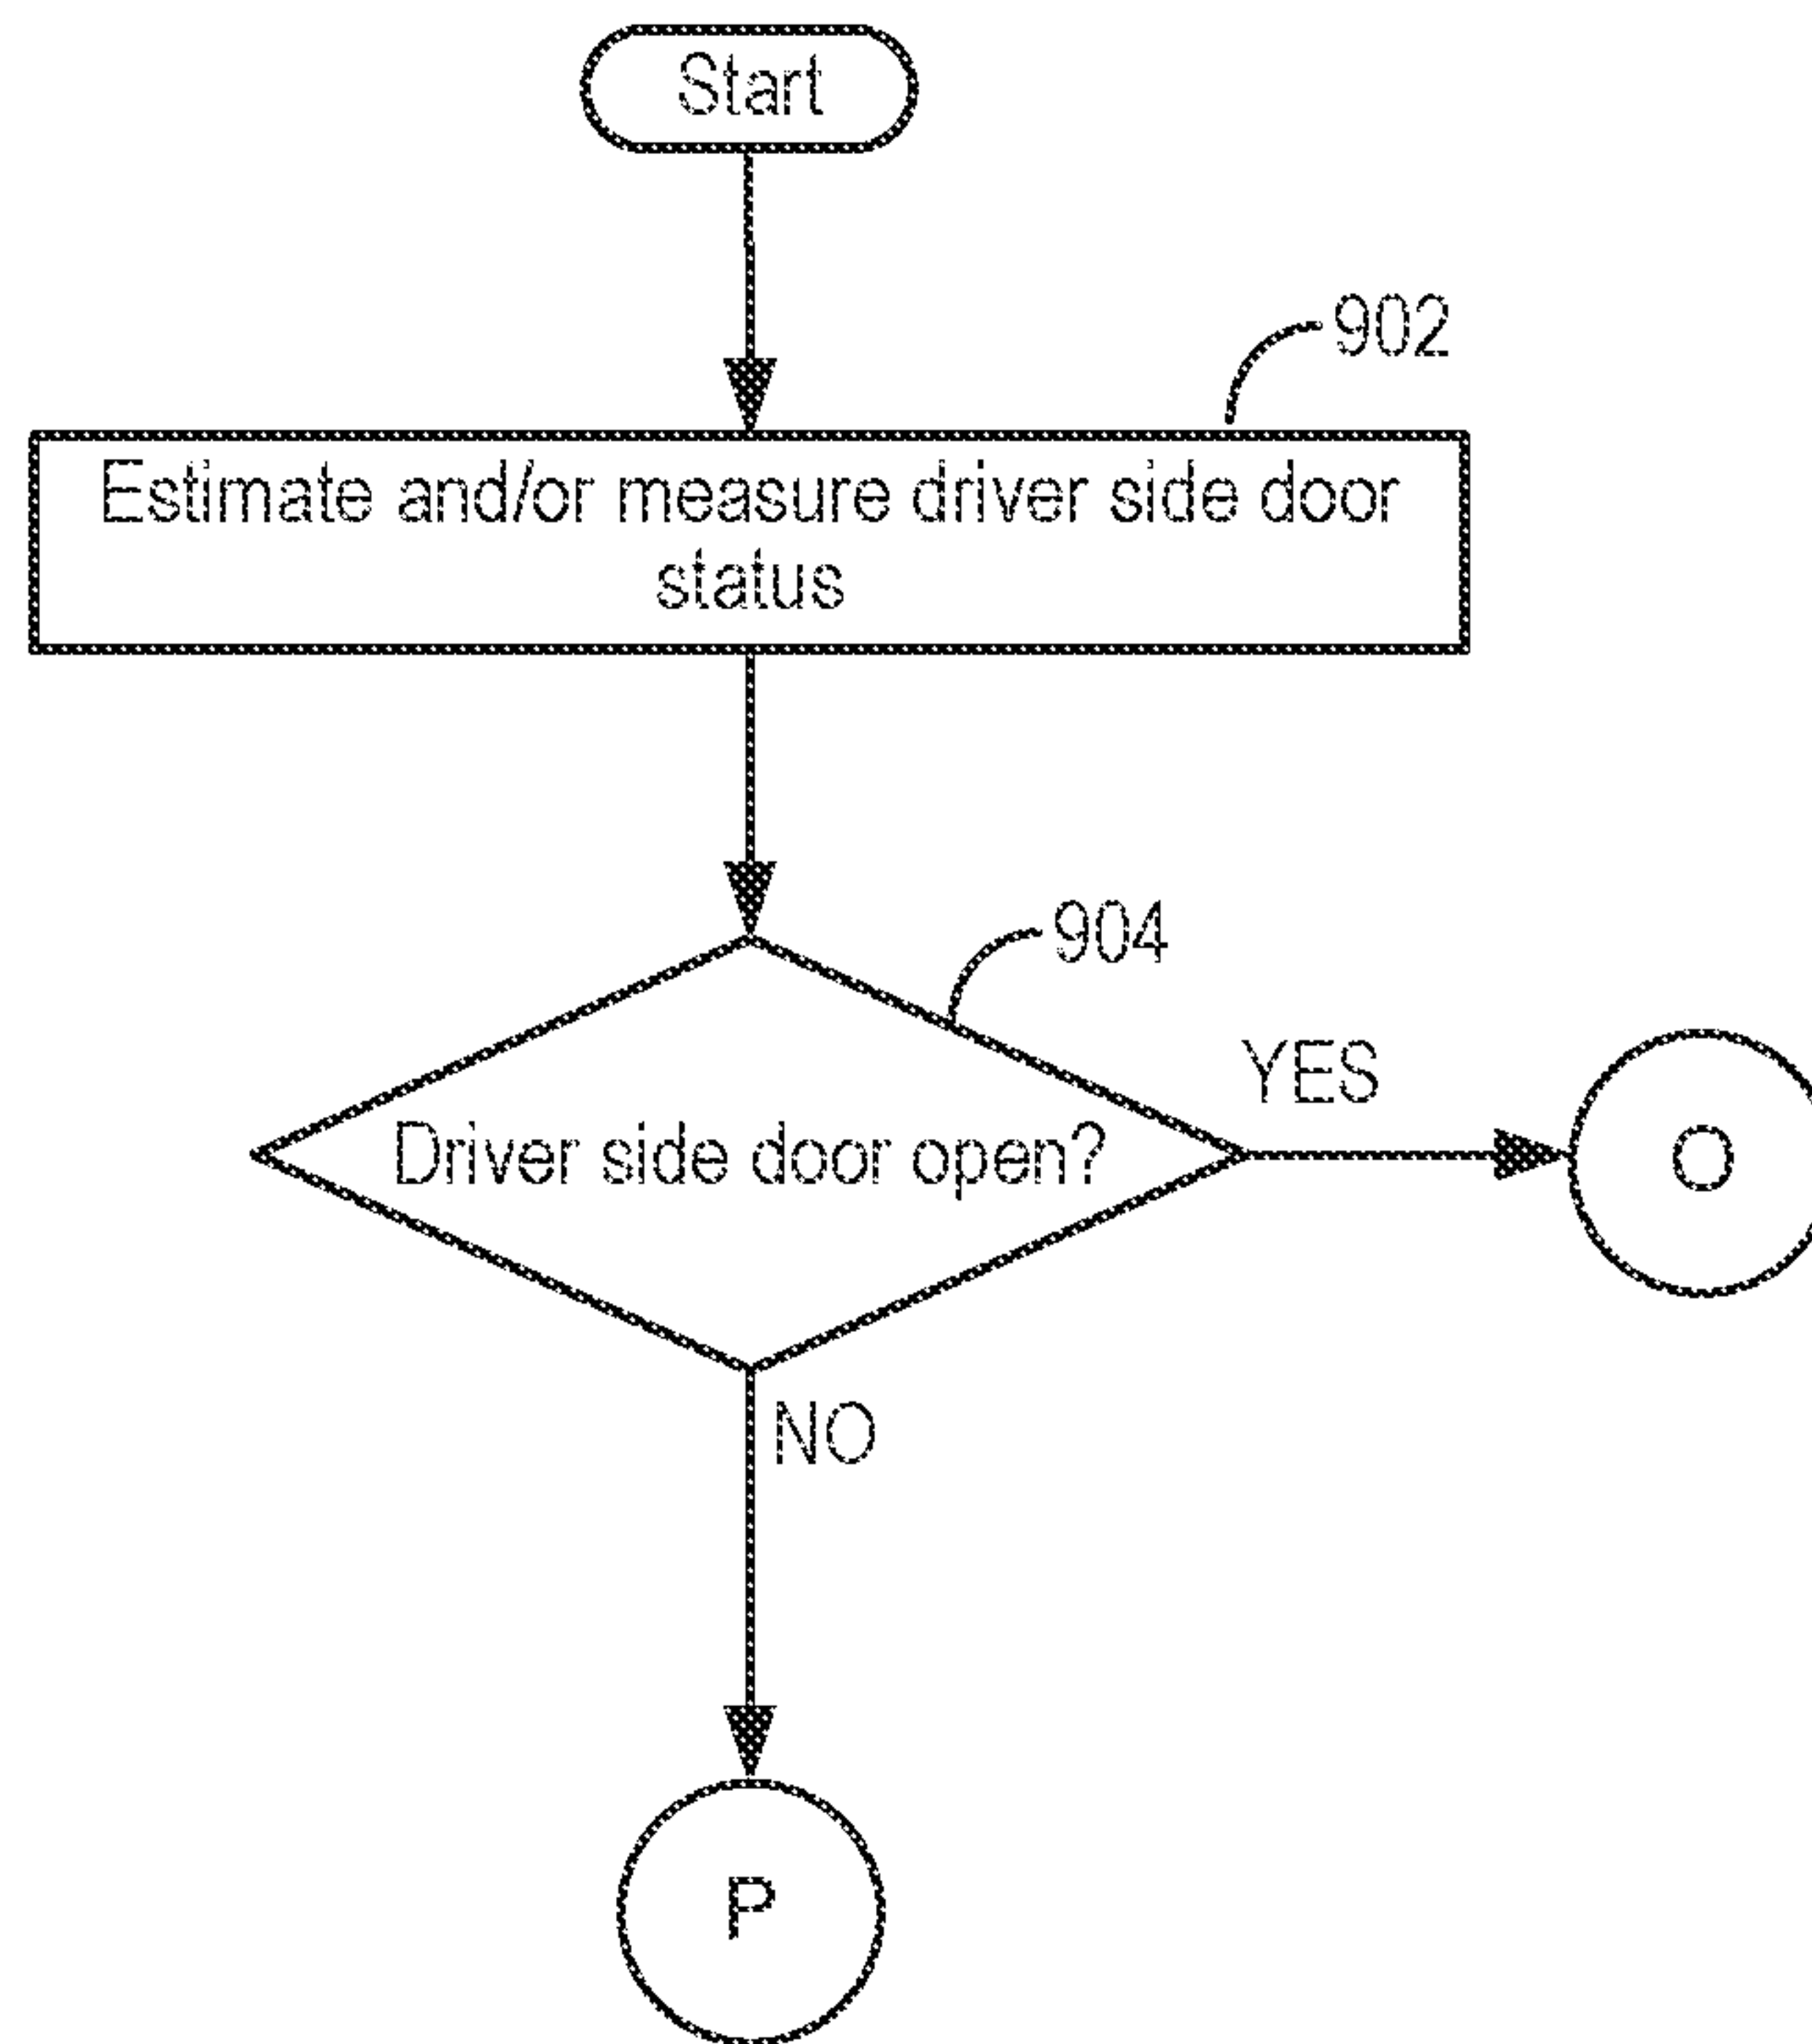 Start
902
Estimate and/or measure driver side door
status
904
YES
Driver side door open?
O
NO
P